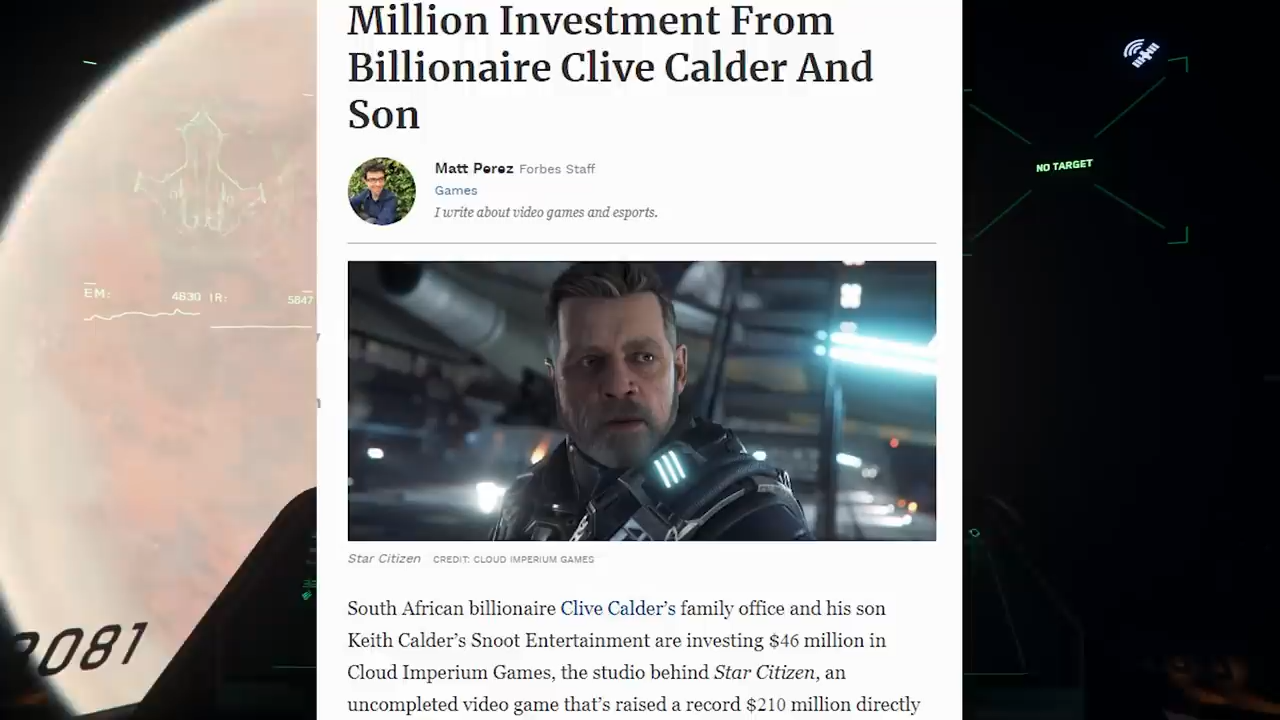 Million Investment From
Billionaire Clive Calder And
Son
Matt Perez Forbes Staff
Games
I write about video games and esports.
NO TARGET
EM: 4630 IR: 5847
Star Citizen CREDIT: CLOUD IMPERIUM GAMES
South African billionaire Clive Calder's family office and his son
Keith Calder's Snoot Entertainment are investing $46 million in
Cloud Imperium Games, the studio behind Star Citizen, an
uncompleted video game that's raised a record $210 million directly